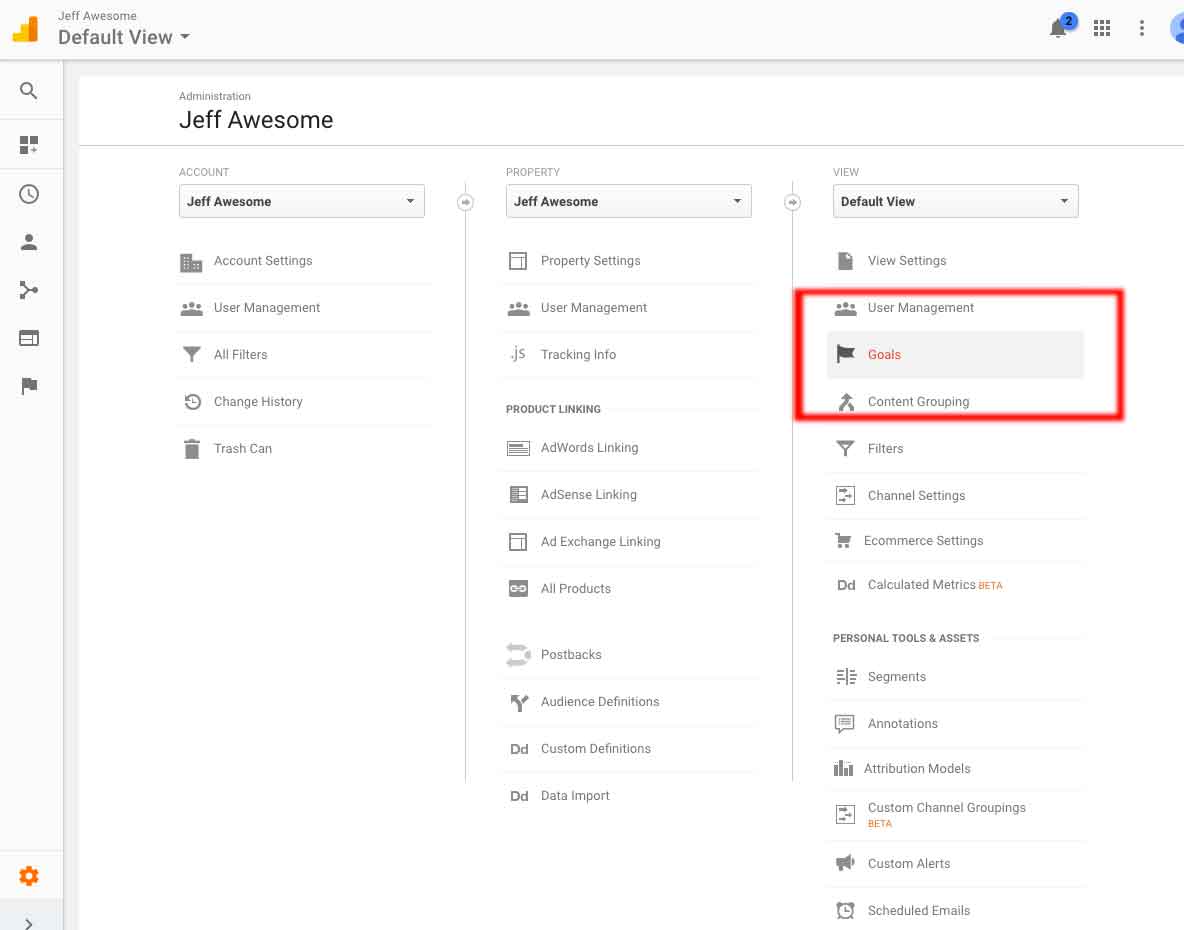 Jeff Awesome
Default View
2
Administration
Jeff Awesome
ACCOUNT
Jeff Awesome
Account Settings
User Management
All Filters
Change History
Trash Can
PROPERTY
Jeff Awesome
Property Settings
User Management
.js Tracking Info
PRODUCT LINKING
AdWords Linking
AdSense Linking
Ad Exchange Linking
All Products
Postbacks
Audience Definitions
Dd Custom Definitions
Dd Data Import
VIEW
Default View
View Settings
User Management
Goals
Content Grouping
Filters
Channel Settings
Ecommerce Settings
Dd Calculated Metrics BETA
PERSONAL TOOLS & ASSETS
Segments
Annotations
Attribution Models
Custom Channel Groupings
BETA
Custom Alerts
Scheduled Emails